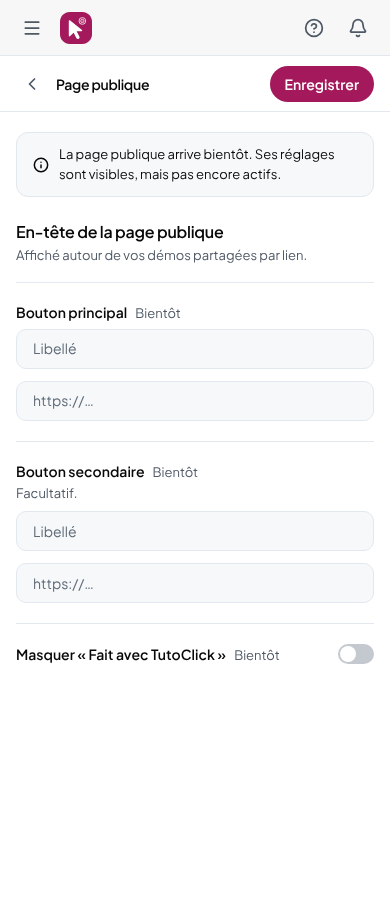 Page publique
Enregistrer
La page publique arrive bientôt. Ses réglages
sont visibles, mais pas encore actifs.
En-tête de la page publique
Affiché autour de vos démos partagées par lien.
Bouton principal Bientôt
Libellé
https://…
Bouton secondaire Bientôt
Facultatif.
Libellé
https://…
Masquer « Fait avec TutoClick » Bientôt